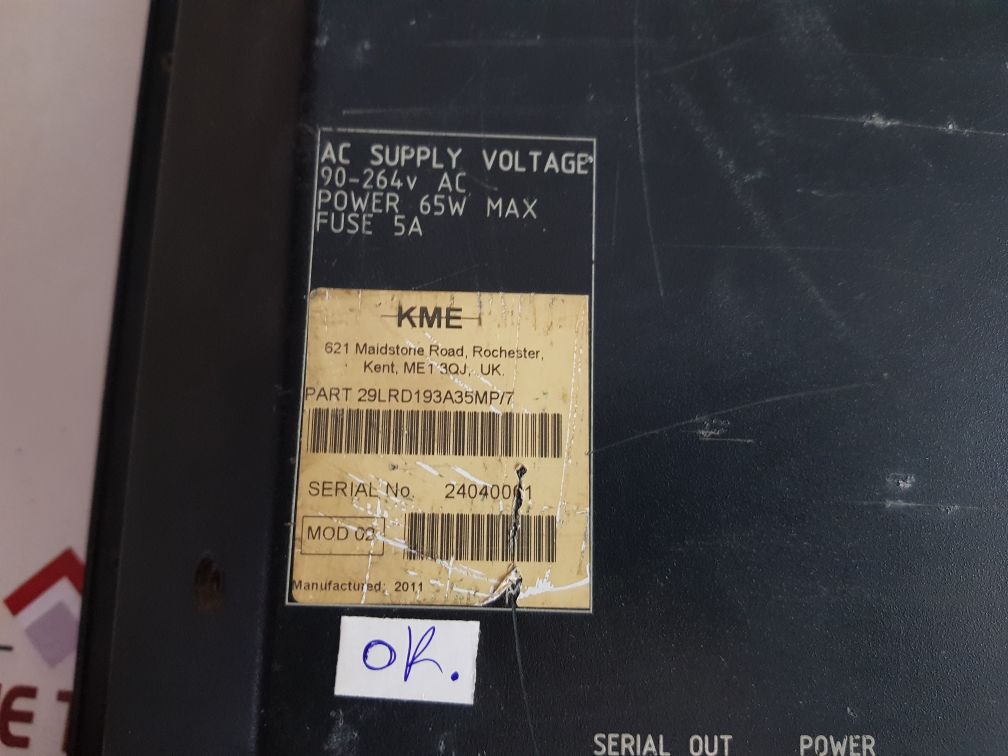 AC SUPPLY VOLTAGE
90-264v AC
POWER 65W MAX
FUSE 5A
KME
621 Maidstone Road, Rochester,
Kent, ME1 3QJ, UK.
PART 29LRD193A35MP/7
SERIAL No. 24040001
MOD 02
Manufactured: 2011
OK.
SERIAL OUT POWER